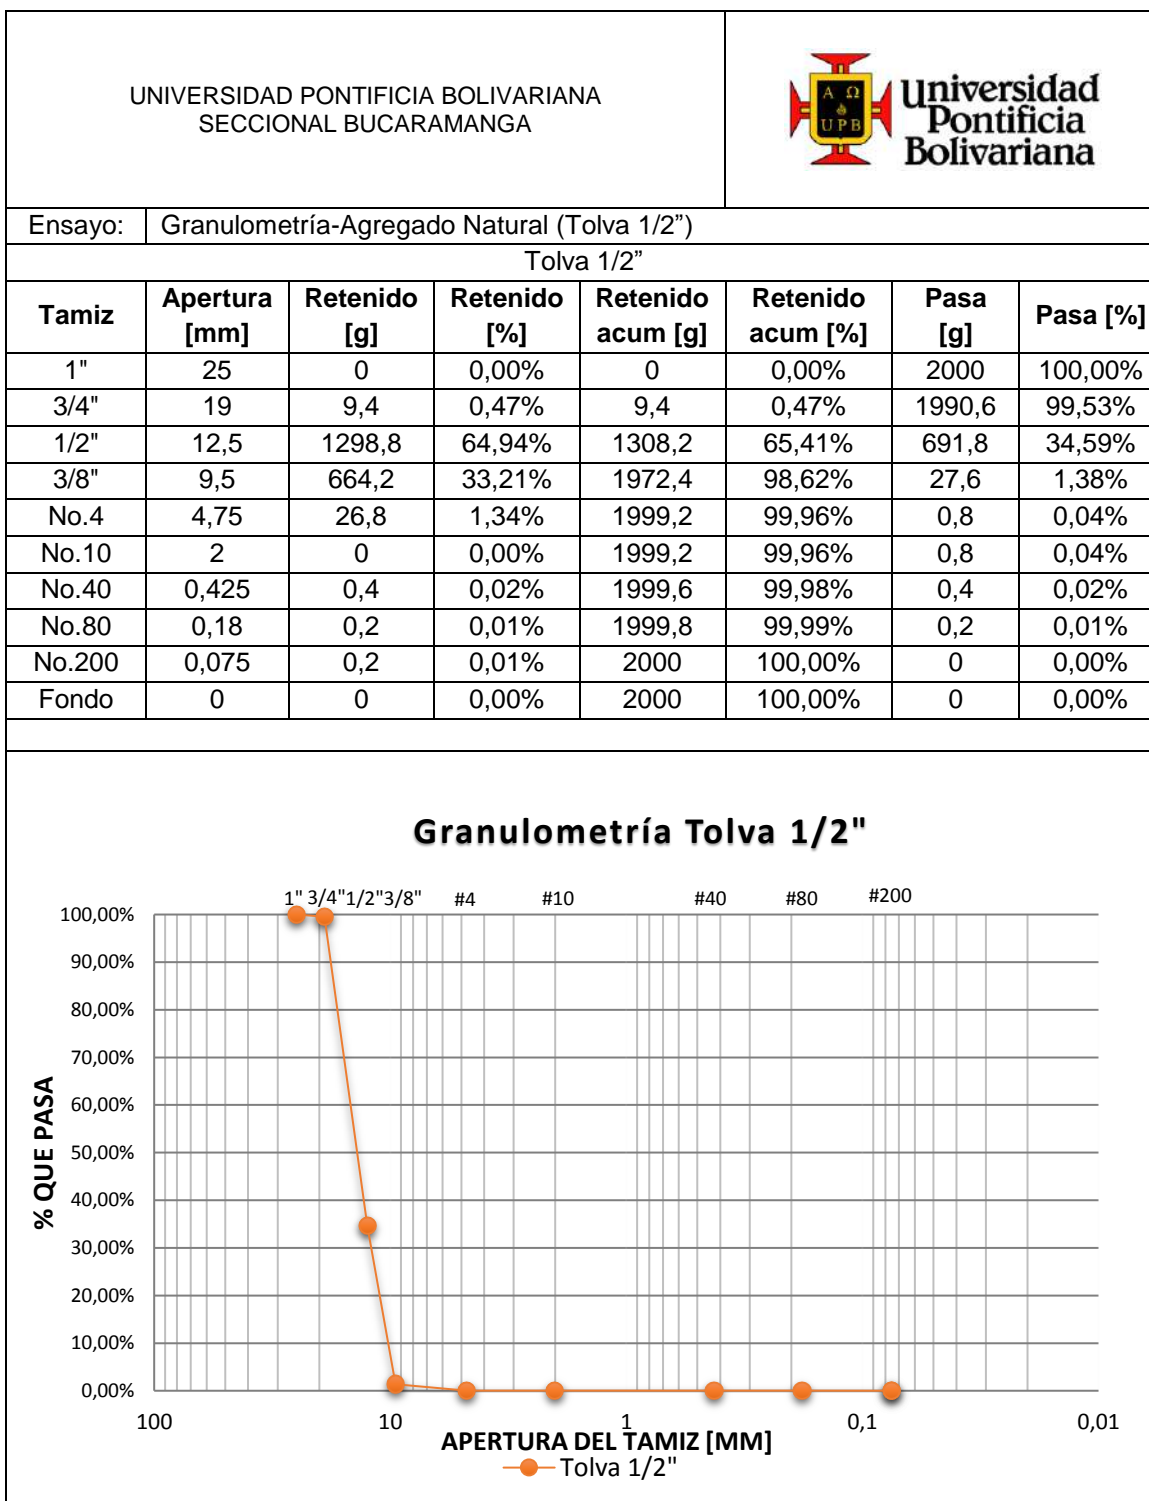 UNIVERSIDAD PONTIFICIA BOLIVARIANA
SECCIONAL BUCARAMANGA
Α Ω
UPB
Universidad
Pontificia
Bolivariana
Ensayo: Granulometría-Agregado Natural (Tolva 1/2”)
Tolva 1/2”
Tamiz Apertura [mm] Retenido [g] Retenido [%] Retenido acum [g] Retenido acum [%] Pasa [g] Pasa [%]
1" 25 0 0,00% 0 0,00% 2000 100,00%
3/4" 19 9,4 0,47% 9,4 0,47% 1990,6 99,53%
1/2" 12,5 1298,8 64,94% 1308,2 65,41% 691,8 34,59%
3/8" 9,5 664,2 33,21% 1972,4 98,62% 27,6 1,38%
No.4 4,75 26,8 1,34% 1999,2 99,96% 0,8 0,04%
No.10 2 0 0,00% 1999,2 99,96% 0,8 0,04%
No.40 0,425 0,4 0,02% 1999,6 99,98% 0,4 0,02%
No.80 0,18 0,2 0,01% 1999,8 99,99% 0,2 0,01%
No.200 0,075 0,2 0,01% 2000 100,00% 0 0,00%
Fondo 0 0 0,00% 2000 100,00% 0 0,00%
Granulometría Tolva 1/2"
1" 3/4" 1/2" 3/8" #4 #10 #40 #80 #200
100,00%
90,00%
80,00%
70,00%
60,00%
50,00%
40,00%
30,00%
20,00%
10,00%
0,00%
% QUE PASA
100 10 1 0,1 0,01
APERTURA DEL TAMIZ [MM]
Tolva 1/2"